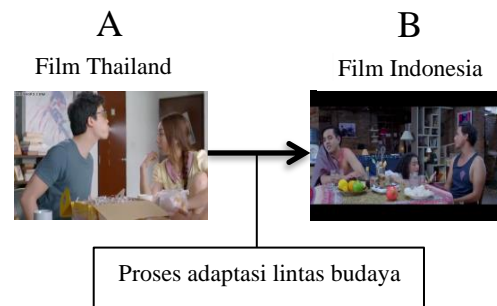 A
B
Film Thailand
Film Indonesia
Proses adaptasi lintas budaya